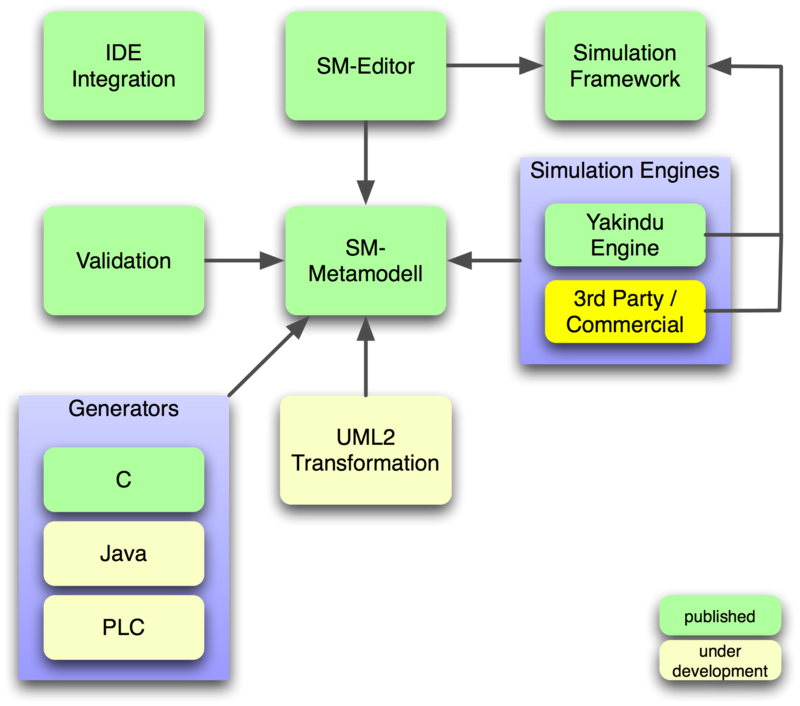 IDE
Integration
SM-Editor
Simulation
Framework
Simulation Engines
Yakindu
Engine
3rd Party /
Commercial
Validation
SM-
Metamodell
Generators
C
Java
PLC
UML2
Transformation
published
under
development